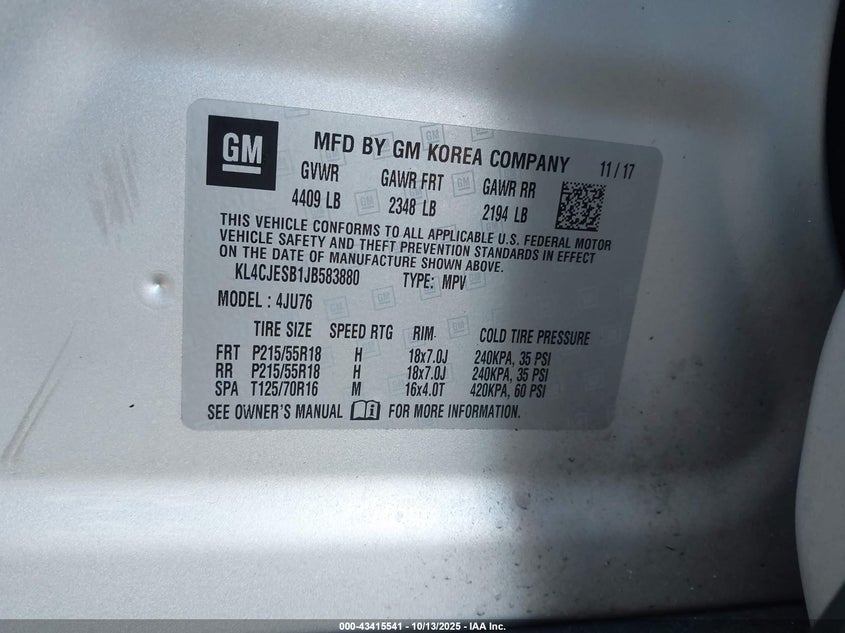 GM
MFD BY GM KOREA COMPANY 11/17
GVWR GAWR FRT GAWR RR
4409 LB 2348 LB 2194 LB
THIS VEHICLE CONFORMS TO ALL APPLICABLE U.S. FEDERAL MOTOR
VEHICLE SAFETY AND THEFT PREVENTION STANDARDS IN EFFECT
ON THE DATE OF MANUFACTURE SHOWN ABOVE.
KL4CJESB1JB583880 TYPE: MPV
MODEL : 4JU76
TIRE SIZE SPEED RTG RIM COLD TIRE PRESSURE
FRT P215/55R18 H 18x7.0J 240KPA, 35 PSI
RR P215/55R18 H 18x7.0J 240KPA, 35 PSI
SPA T125/70R16 M 16x4.0T 420KPA, 60 PSI
SEE OWNER'S MANUAL FOR MORE INFORMATION.
000-43415541 - 10/13/2025 - IAA Inc.